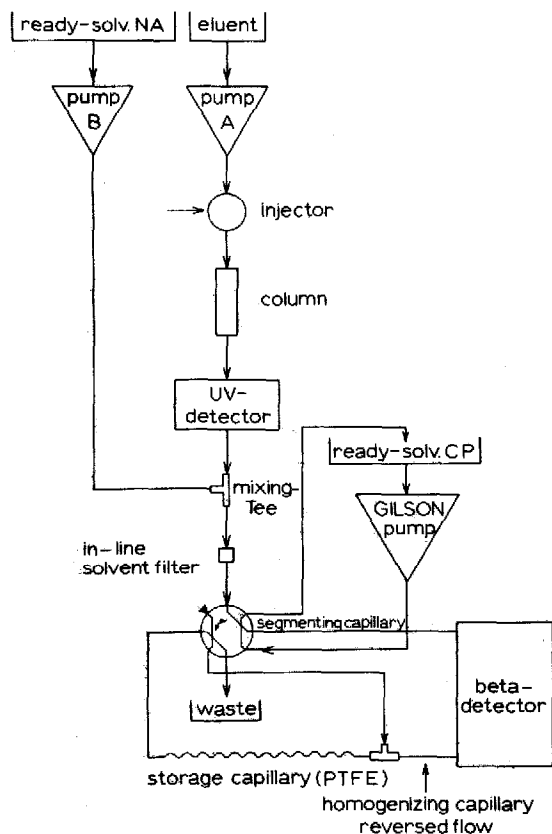 ready-solv. NA
eluent
pump
B
pump
A
injector
column
UV-
detector
mixing-
Tee
ready-solv. CP
GILSON
pump
in-line
solvent filter
segmenting capillary
waste
beta-
detector
storage capillary (PTFE)
homogenizing capillary
reversed flow